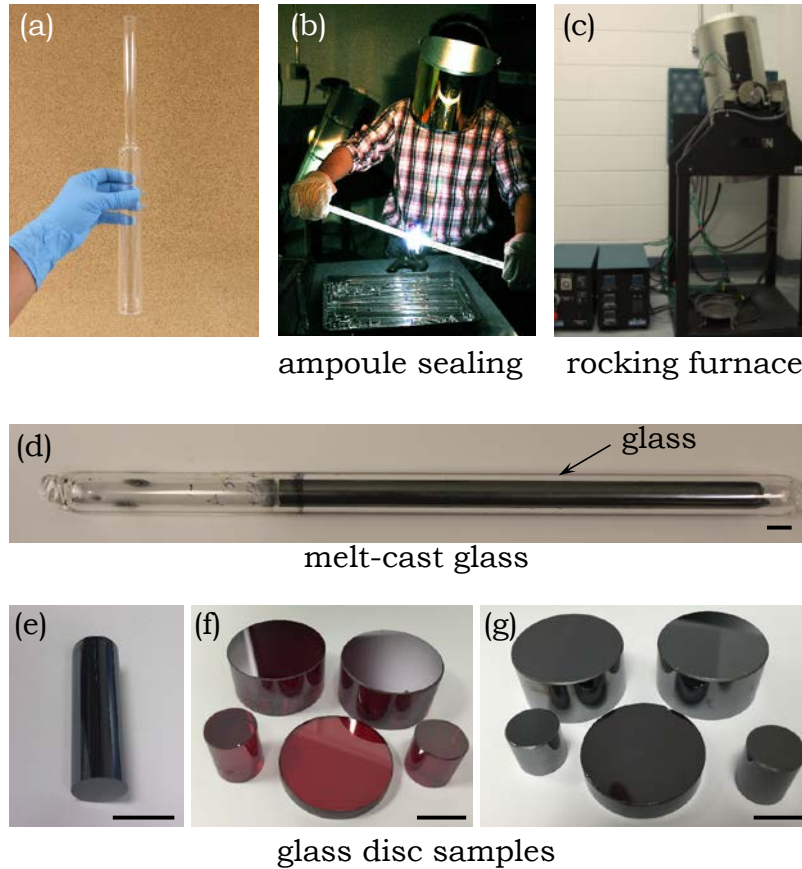 (a)
(b)
(c)
ampoule sealing
rocking furnace
(d)
glass
melt-cast glass
(e)
(f)
(g)
glass disc samples